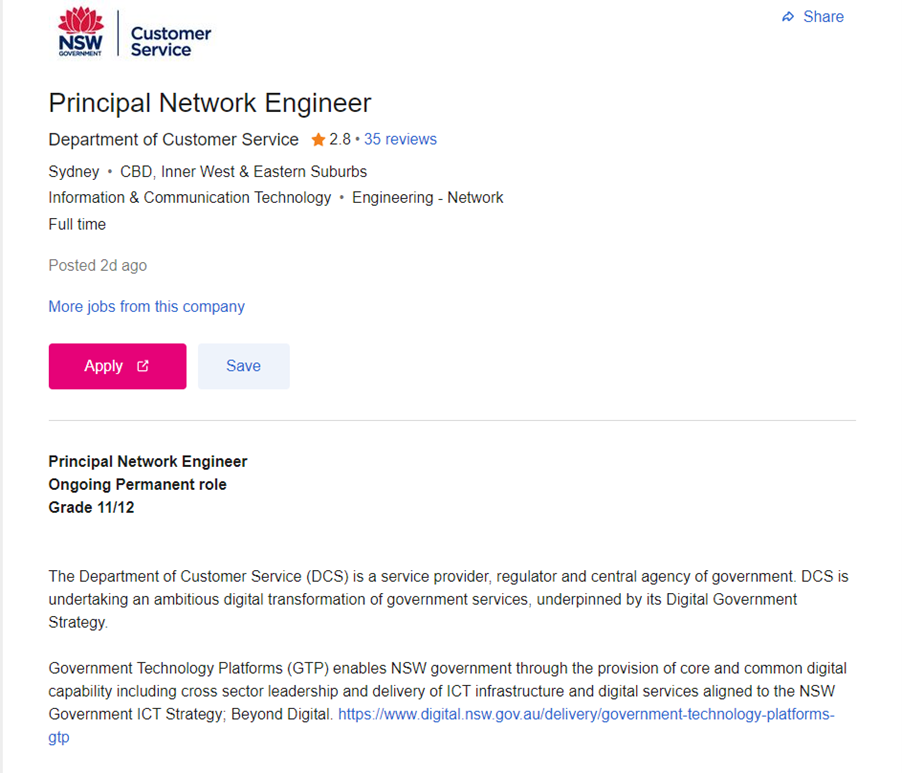 Share
NSW
GOVERNMENT
Customer
Service
Principal Network Engineer
Department of Customer Service 2.8 • 35 reviews
Sydney • CBD, Inner West & Eastern Suburbs
Information & Communication Technology • Engineering - Network
Full time
Posted 2d ago
More jobs from this company
Apply
Save
Principal Network Engineer
Ongoing Permanent role
Grade 11/12
The Department of Customer Service (DCS) is a service provider, regulator and central agency of government. DCS is
undertaking an ambitious digital transformation of government services, underpinned by its Digital Government
Strategy.
Government Technology Platforms (GTP) enables NSW government through the provision of core and common digital
capability including cross sector leadership and delivery of ICT infrastructure and digital services aligned to the NSW
Government ICT Strategy; Beyond Digital. https://www.digital.nsw.gov.au/delivery/government-technology-platforms-
gtp